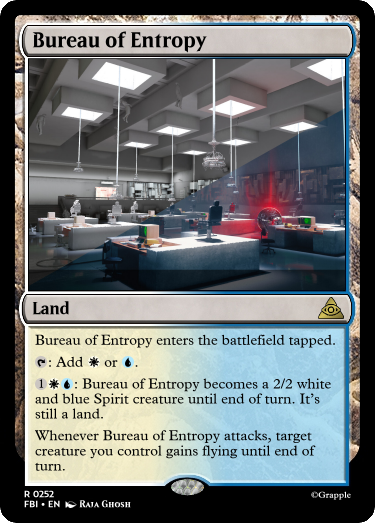 Bureau of Entropy
Land
Bureau of Entropy enters the battlefield tapped.
: Add or .
1 : Bureau of Entropy becomes a 2/2 white
and blue Spirit creature until end of turn. It's
still a land.
Whenever Bureau of Entropy attacks, target
creature you control gains flying until end of
turn.
R 0252
FBI • EN Raja Ghosh
©Grapple